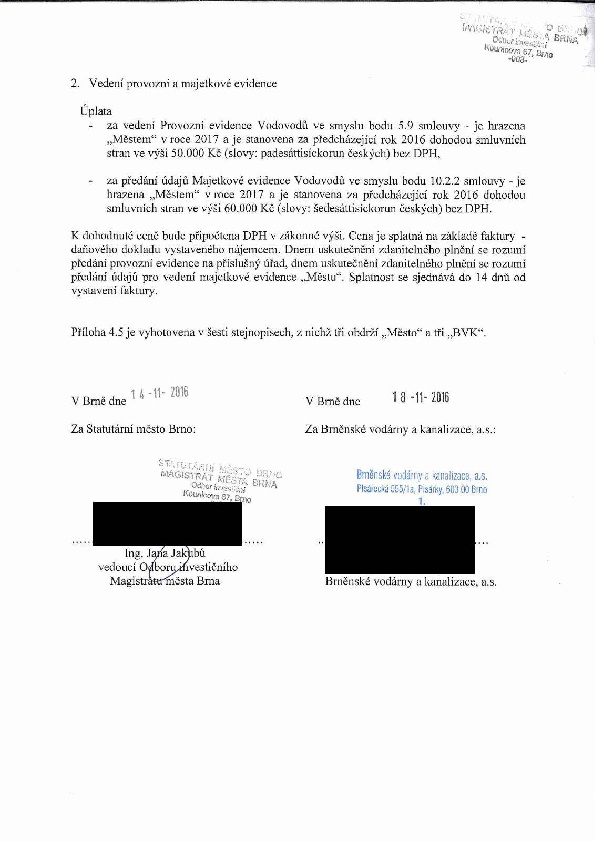 STATUTÁRNÍ MĚSTO BRNO
MAGISTRÁT MĚSTA BRNA
Odbor investiční
Kounicova 67, Brno
-003-
2. Vedení provozní a majetkové evidence
Úplata
- za vedení Provozní evidence Vodovodů ve smyslu bodu 5.9 smlouvy - je hrazena
„Městem“ v roce 2017 a je stanovena za předcházející rok 2016 dohodou smluvních
stran ve výši 50.000 Kč (slovy: padesáttisíckorun českých) bez DPH,
- za předání údajů Majetkové evidence Vodovodů ve smyslu bodu 10.2.2 smlouvy - je
hrazena „Městem“ v roce 2017 a je stanovena za předcházející rok 2016 dohodou
smluvních stran ve výši 60.000 Kč (slovy: šedesáttisíckorun českých) bez DPH.
K dohodnuté ceně bude připočtena DPH v zákonné výši. Cena je splatná na základě faktury -
daňového dokladu vystaveného nájemcem. Dnem uskutečnění zdanitelného plnění se rozumí
předání provozní evidence na příslušný úřad, dnem uskutečnění zdanitelného plnění se rozumí
předání údajů pro vedení majetkové evidence „Městu“. Splatnost se sjednává do 14 dnů od
vystavení faktury.
Příloha 4.5 je vyhotovena v šesti stejnopisech, z nichž tři obdrží „Město“ a tři „BVK“.
V Brně dne 14 -11- 2016
V Brně dne 18 -11- 2016
Za Statutární město Brno:
Za Brněnské vodárny a kanalizace, a.s.:
STATUTÁRNÍ MĚSTO BRNO
MAGISTRÁT MĚSTA BRNA
Odbor investiční
Kounicova 67, Brno
Brněnské vodárny a kanalizace, a.s.
Pisárecká 555/1a, Pisárky, 603 00 Brno
1.
Ing. Jana Jakubů
vedoucí Odboru investičního
Magistrátu města Brna
Brněnské vodárny a kanalizace, a.s.